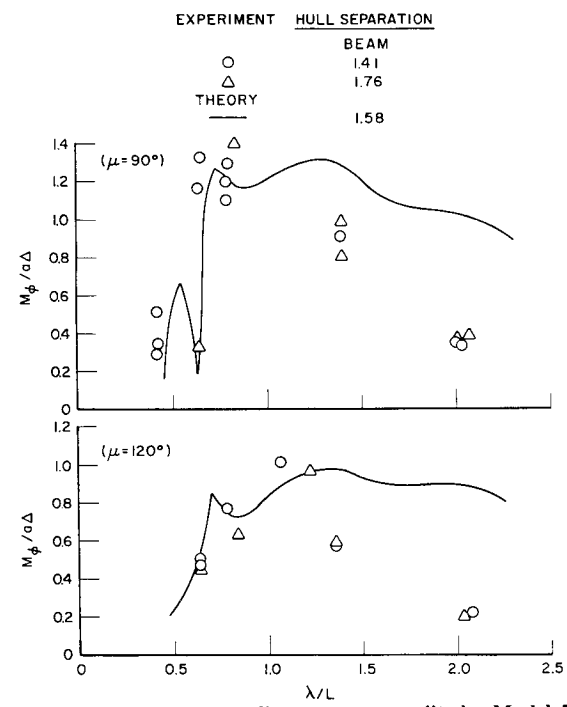 EXPERIMENT HULL SEPARATION
BEAM
1.41
1.76
THEORY
1.58
1.4
(μ=90°)
1.2
1.0
0.8
0.6
0.4
0.2
0
M_φ/aΔ
1.2
(μ=120°)
1.0
0.8
0.6
0.4
0.2
0
M_φ/aΔ
0 0.5 1.0 1.5 2.0 2.5
λ/L